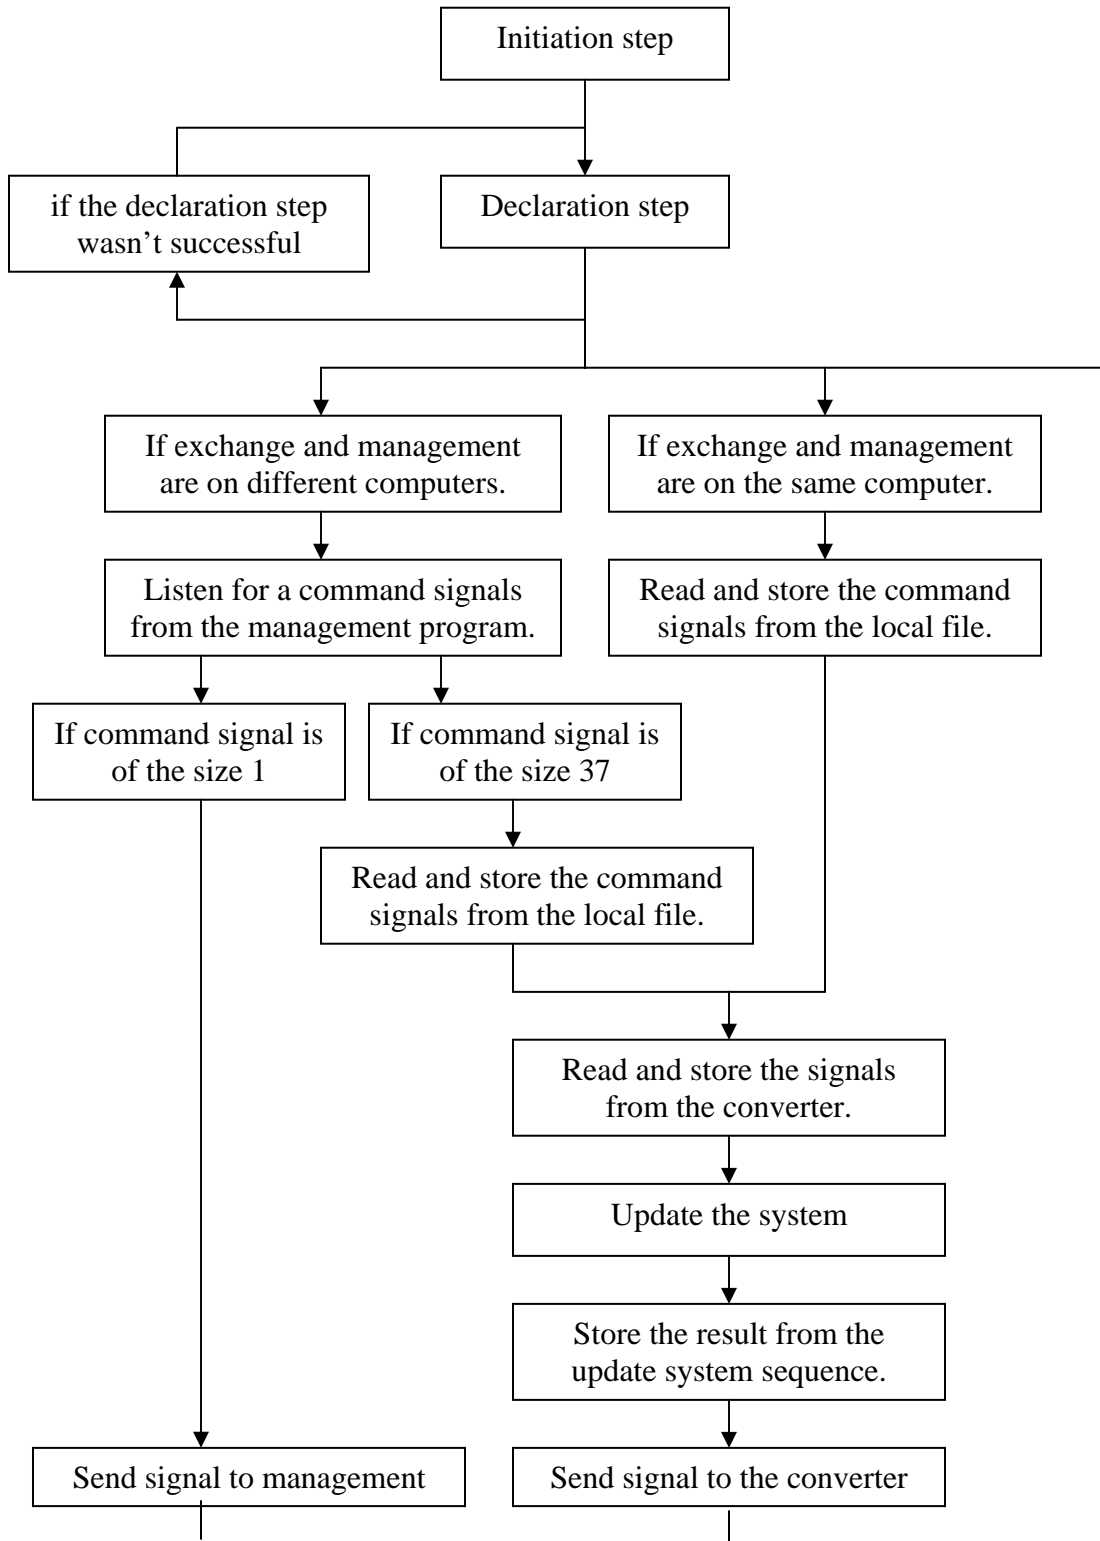 Initiation step
if the declaration step
wasn't successful
Declaration step
If exchange and management
are on different computers.
If exchange and management
are on the same computer.
Listen for a command signals
from the management program.
Read and store the command
signals from the local file.
If command signal is
of the size 1
If command signal is
of the size 37
Read and store the command
signals from the local file.
Read and store the signals
from the converter.
Update the system
Store the result from the
update system sequence.
Send signal to management
Send signal to the converter